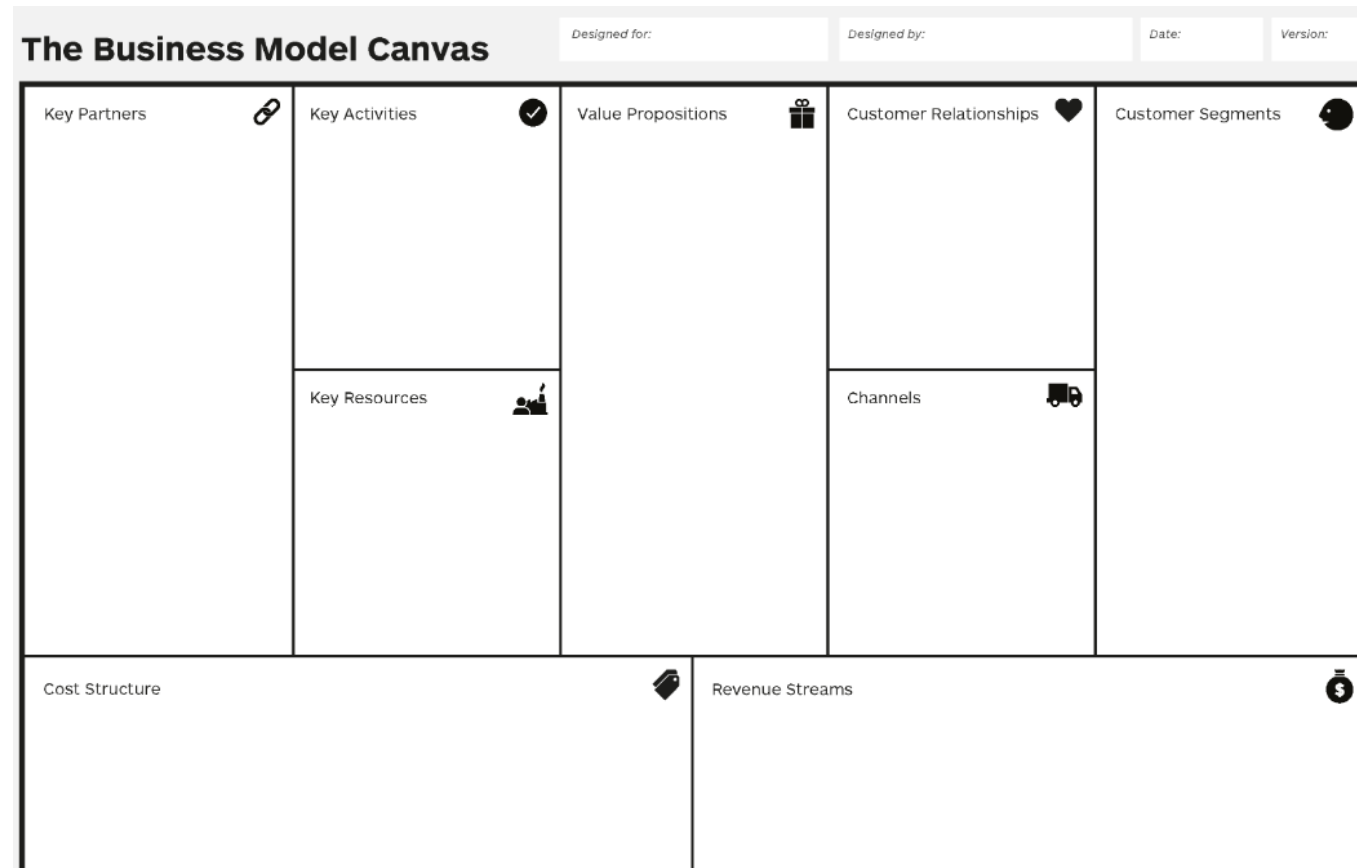 The Business Model Canvas
Designed for:
Designed by:
Date:
Version:
Key Partners
Key Activities
Value Propositions
Customer Relationships
Customer Segments
Key Resources
Channels
Cost Structure
Revenue Streams
$